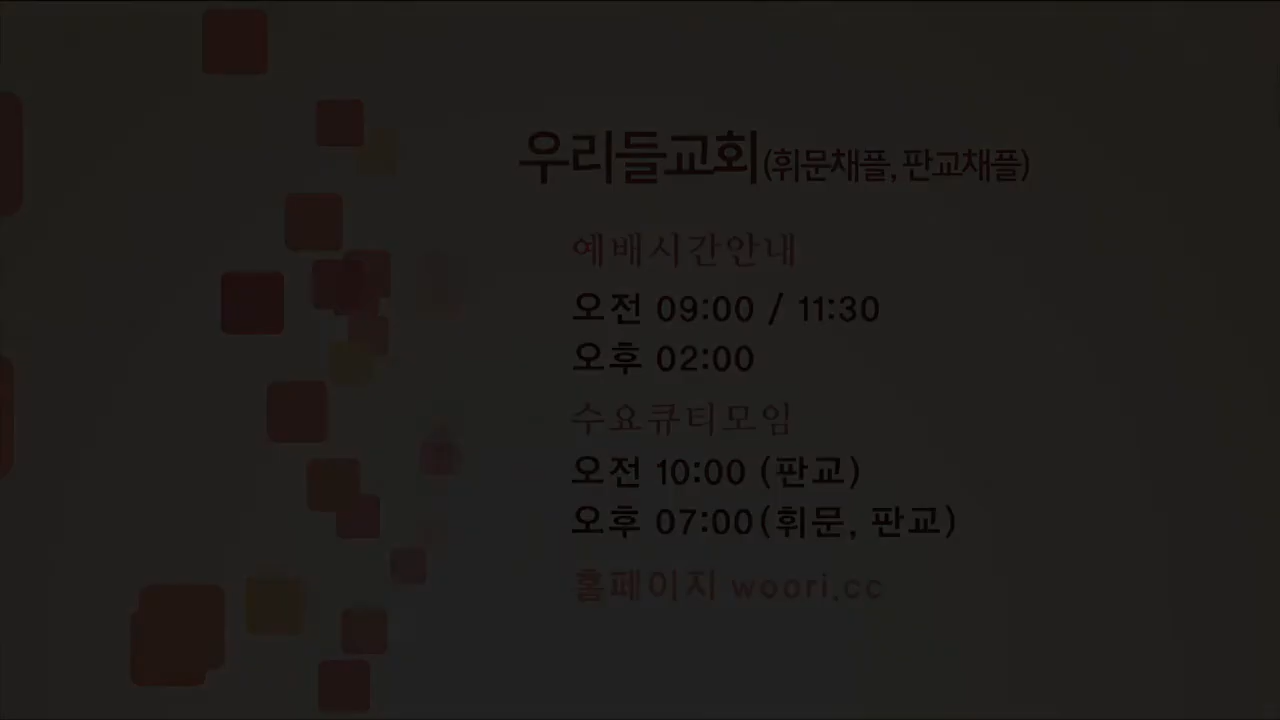 우리들교회(휘문채플, 판교채플)
예배시간안내
오전 09:00 / 11:30
오후 02:00
수요큐티모임
오전 10:00 (판교)
오후 07:00(휘문, 판교)
홈페이지 woori.cc